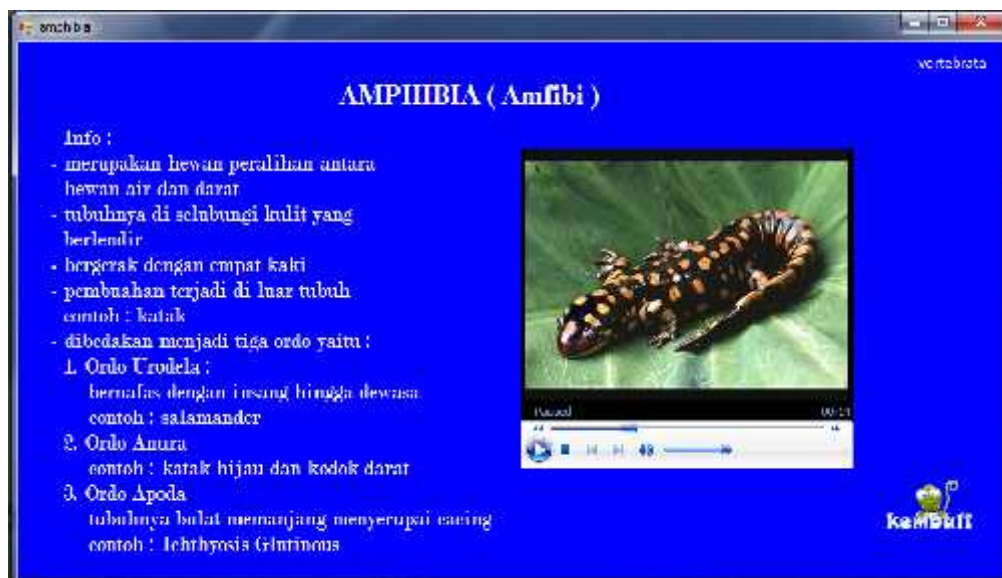 amphibia
vertebrata
AMPHIBIA ( Amfibi )
Info :
- merupakan hewan peralihan antara
hewan air dan darat
- tubuhnya di selubungi kulit yang
berlendir
- bergerak dengan empat kaki
- pembuahan terjadi di luar tubuh
contoh : katak
- dibedakan menjadi tiga ordo yaitu :
1. Ordo Urodela :
bernafas dengan insang hingga dewasa
contoh : salamander
2. Ordo Anura
contoh : katak hijau dan kodok darat
3. Ordo Apoda
tubuhnya bulat memanjang menyerupai cacing
contoh : Ichthyosis Glutinous
Paused
kembali